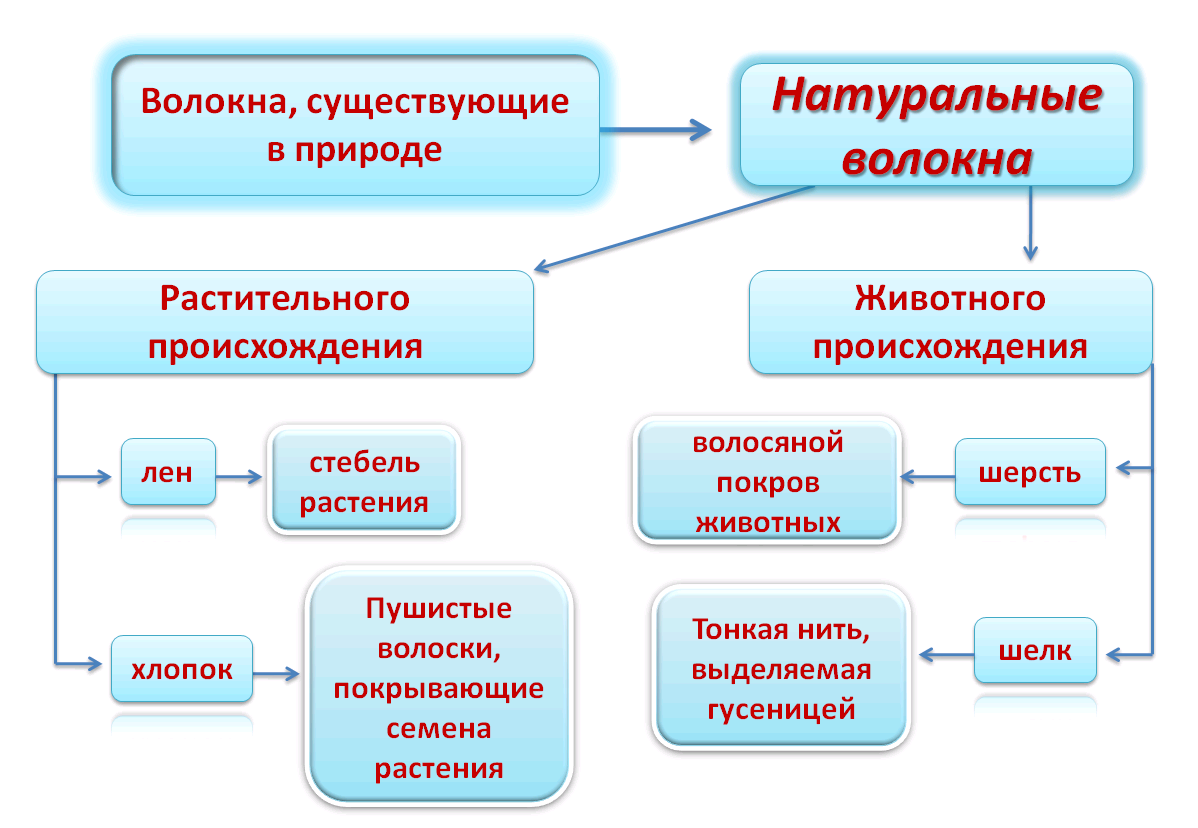 Волокна, существующие
в природе
Натуральные
волокна
Растительного
происхождения
Животного
происхождения
лен
стебель
растения
волосяной
покров
животных
шерсть
хлопок
Пушистые
волоски,
покрывающие
семена
растения
Тонкая нить,
выделяемая
гусеницей
шелк